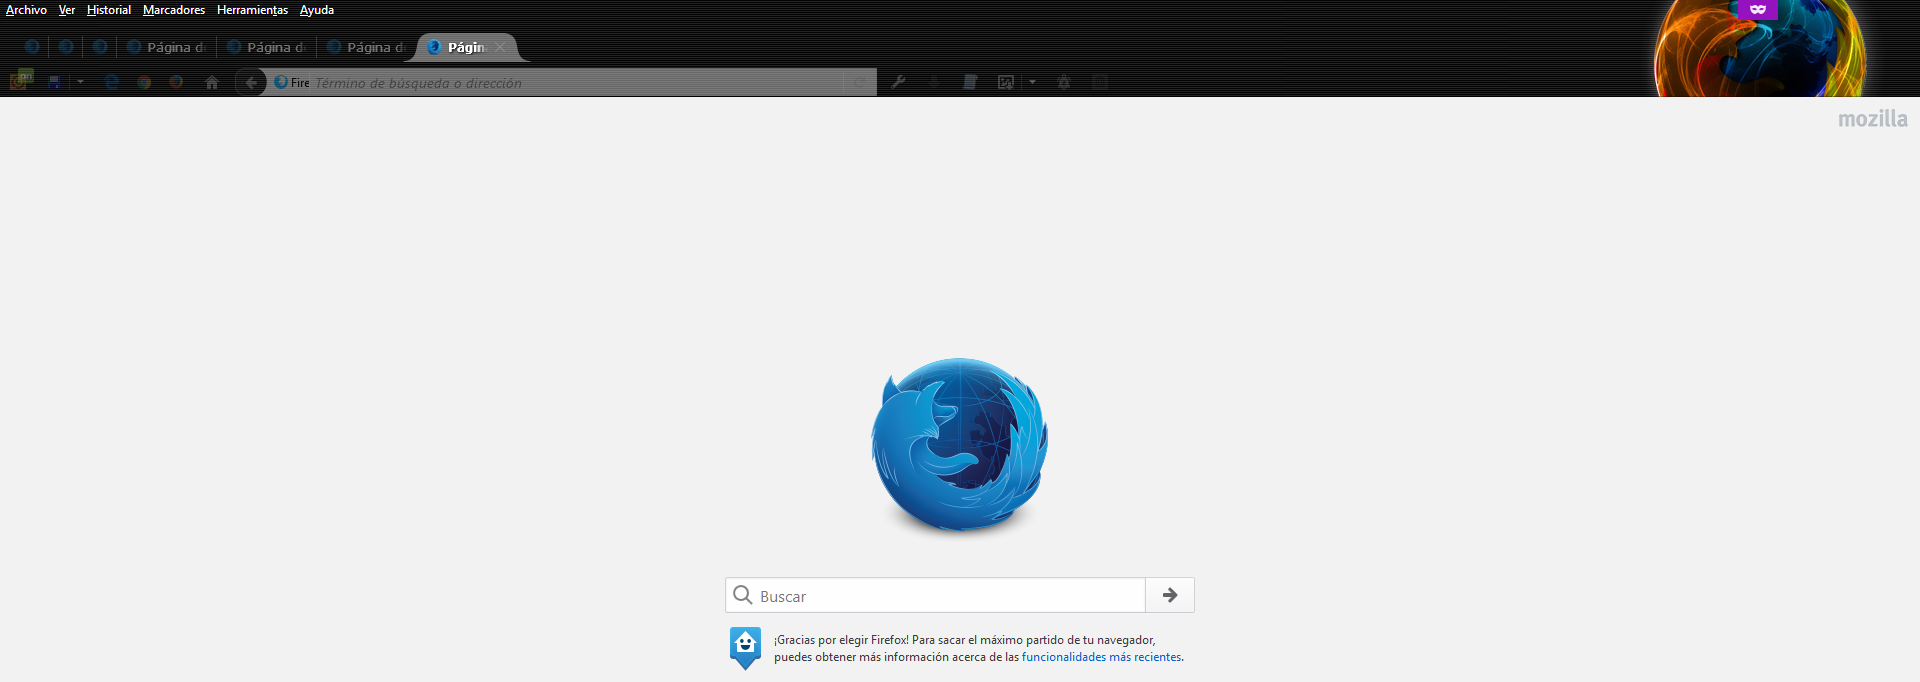 Archivo Ver Historial Marcadores Herramientas Ayuda
Página d Página d Página d Págin
Fire Término de búsqueda o dirección
mozilla
Buscar
¡Gracias por elegir Firefox! Para sacar el máximo partido de tu navegador,
puedes obtener más información acerca de las funcionalidades más recientes.